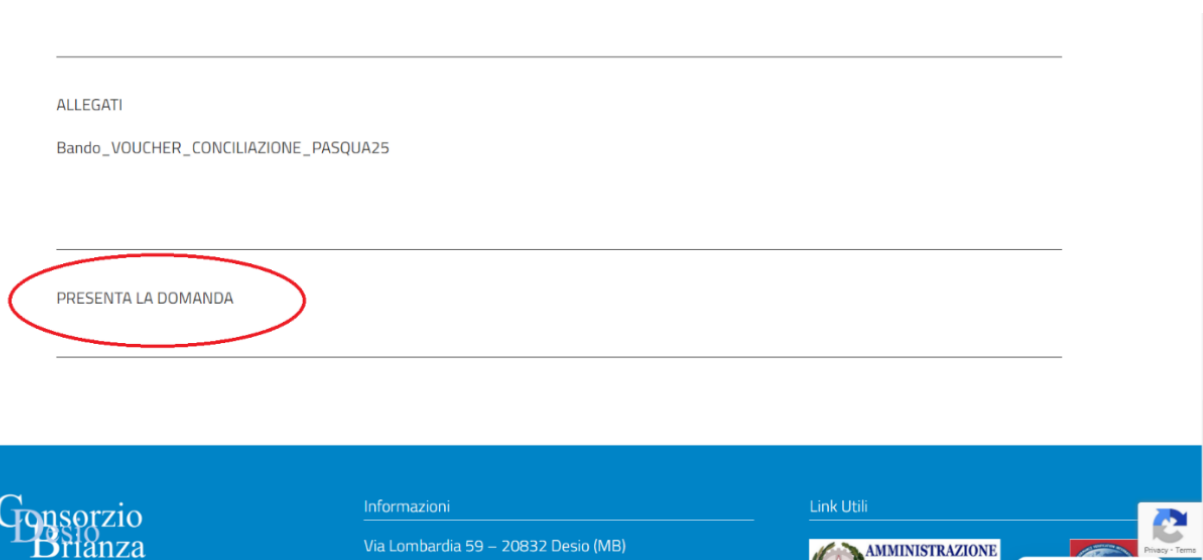 ALLEGATI
Bando_VOUCHER_CONCILIAZIONE_PASQUA25
PRESENTA LA DOMANDA
Consorzio
Desio
Brianza
Informazioni
Via Lombardia 59 – 20832 Desio (MB)
Link Utili
AMMINISTRAZIONE
Privacy - Terms